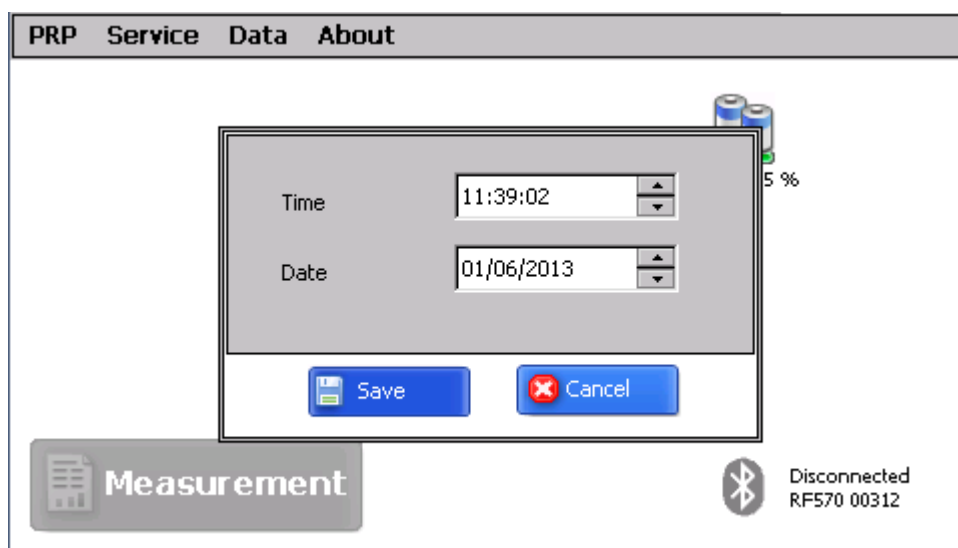 PRP Service Data About
5 %
Time 11:39:02
Date 01/06/2013
Save Cancel
Measurement
Disconnected
RF570 00312